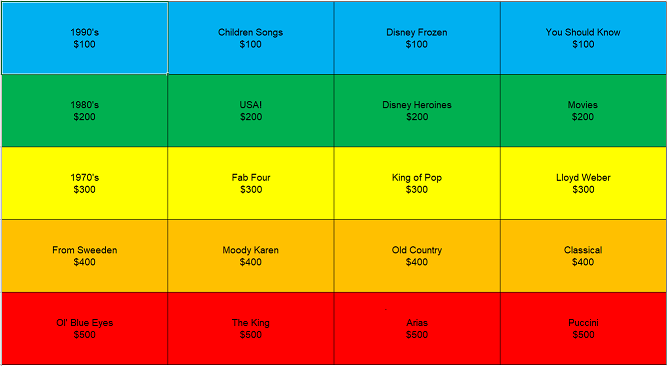 1990's
$100
Children Songs
$100
Disney Frozen
$100
You Should Know
$100
1980's
$200
USA!
$200
Disney Heroines
$200
Movies
$200
1970's
$300
Fab Four
$300
King of Pop
$300
Lloyd Weber
$300
From Sweeden
$400
Moody Karen
$400
Old Country
$400
Classical
$400
Ol' Blue Eyes
$500
The King
$500
Arias
$500
Puccini
$500